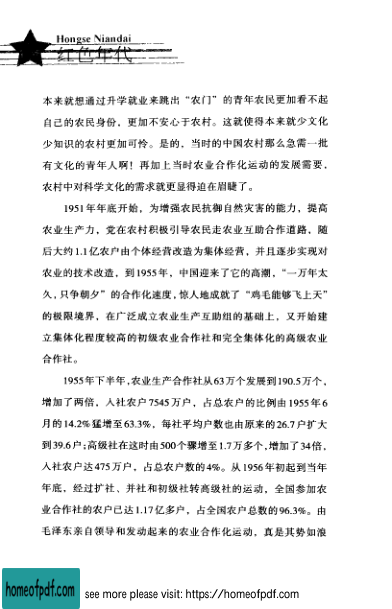 Hongse Niandai
红色年代
本来就想通过升学就业来跳出“农门”的青年农民更加看不起
自己的农民身份，更加不安心于农村。这就使得本来就少文化
少知识的农村更加可怜。是的，当时的中国农村那么急需一批
有文化的青年人啊！再加上当时农业合作化运动的发展需要，
农村中对科学文化的需求就更显得迫在眉睫了。
1951年年底开始，为增强农民抗御自然灾害的能力，提高
农业生产力，党在农村积极引导农民走农业互助合作道路，随
后大约1.1亿农户由个体经营改造为集体经营，并且逐步实现对
农业的技术改造，到1955年，中国迎来了它的高潮，“一万年太
久，只争朝夕”的合作化速度，惊人地成就了“鸡毛能够飞上天”
的极限境界，在广泛成立农业生产互助组的基础上，又开始建
立集体化程度较高的初级农业合作社和完全集体化的高级农业
合作社。
1955年下半年，农业生产合作社从63万个发展到190.5万个，
增加了两倍，入社农户7545万户，占总农户的比例由1955年6
月的14.2%猛增至63.3%，每社平均户数也由原来的26.7户扩大
到39.6户；高级社在这时由500个骤增至1.7万多个，增加了34倍，
入社农户达475万户，占总农户数的4%。从1956年初起到当年
年底，经过扩社、并社和初级社转高级社的运动，全国参加农
业合作社的农户已达1.17亿多户，占全国农户总数的96.3%。由
毛泽东亲自领导和发动起来的农业合作化运动，真是其势如浪
homeofpdf.com
see more please visit: https://homeofpdf.com